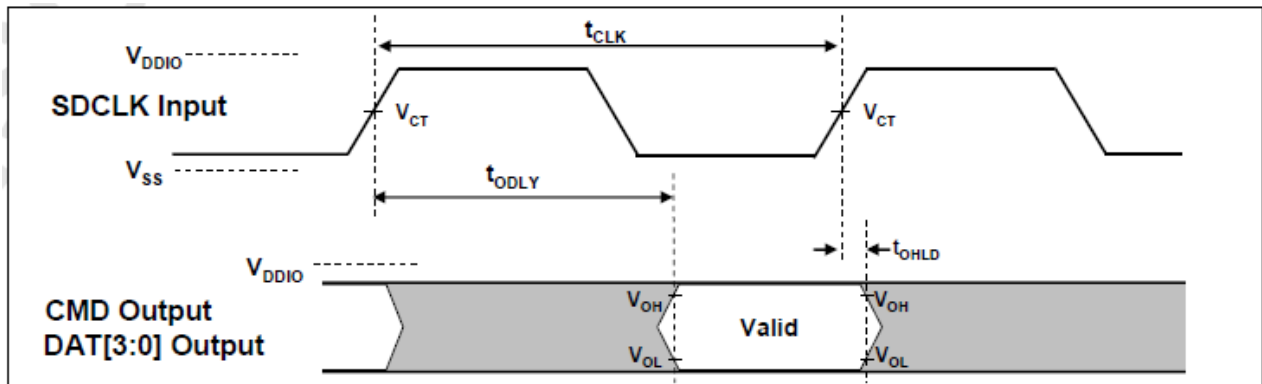 tCLK
VDDIO
SDCLK Input
VCT
VCT
VSS
tODLY
tOHLD
VDDIO
CMD Output
DAT[3:0] Output
VOH
Valid
VOH
VOL
VOL